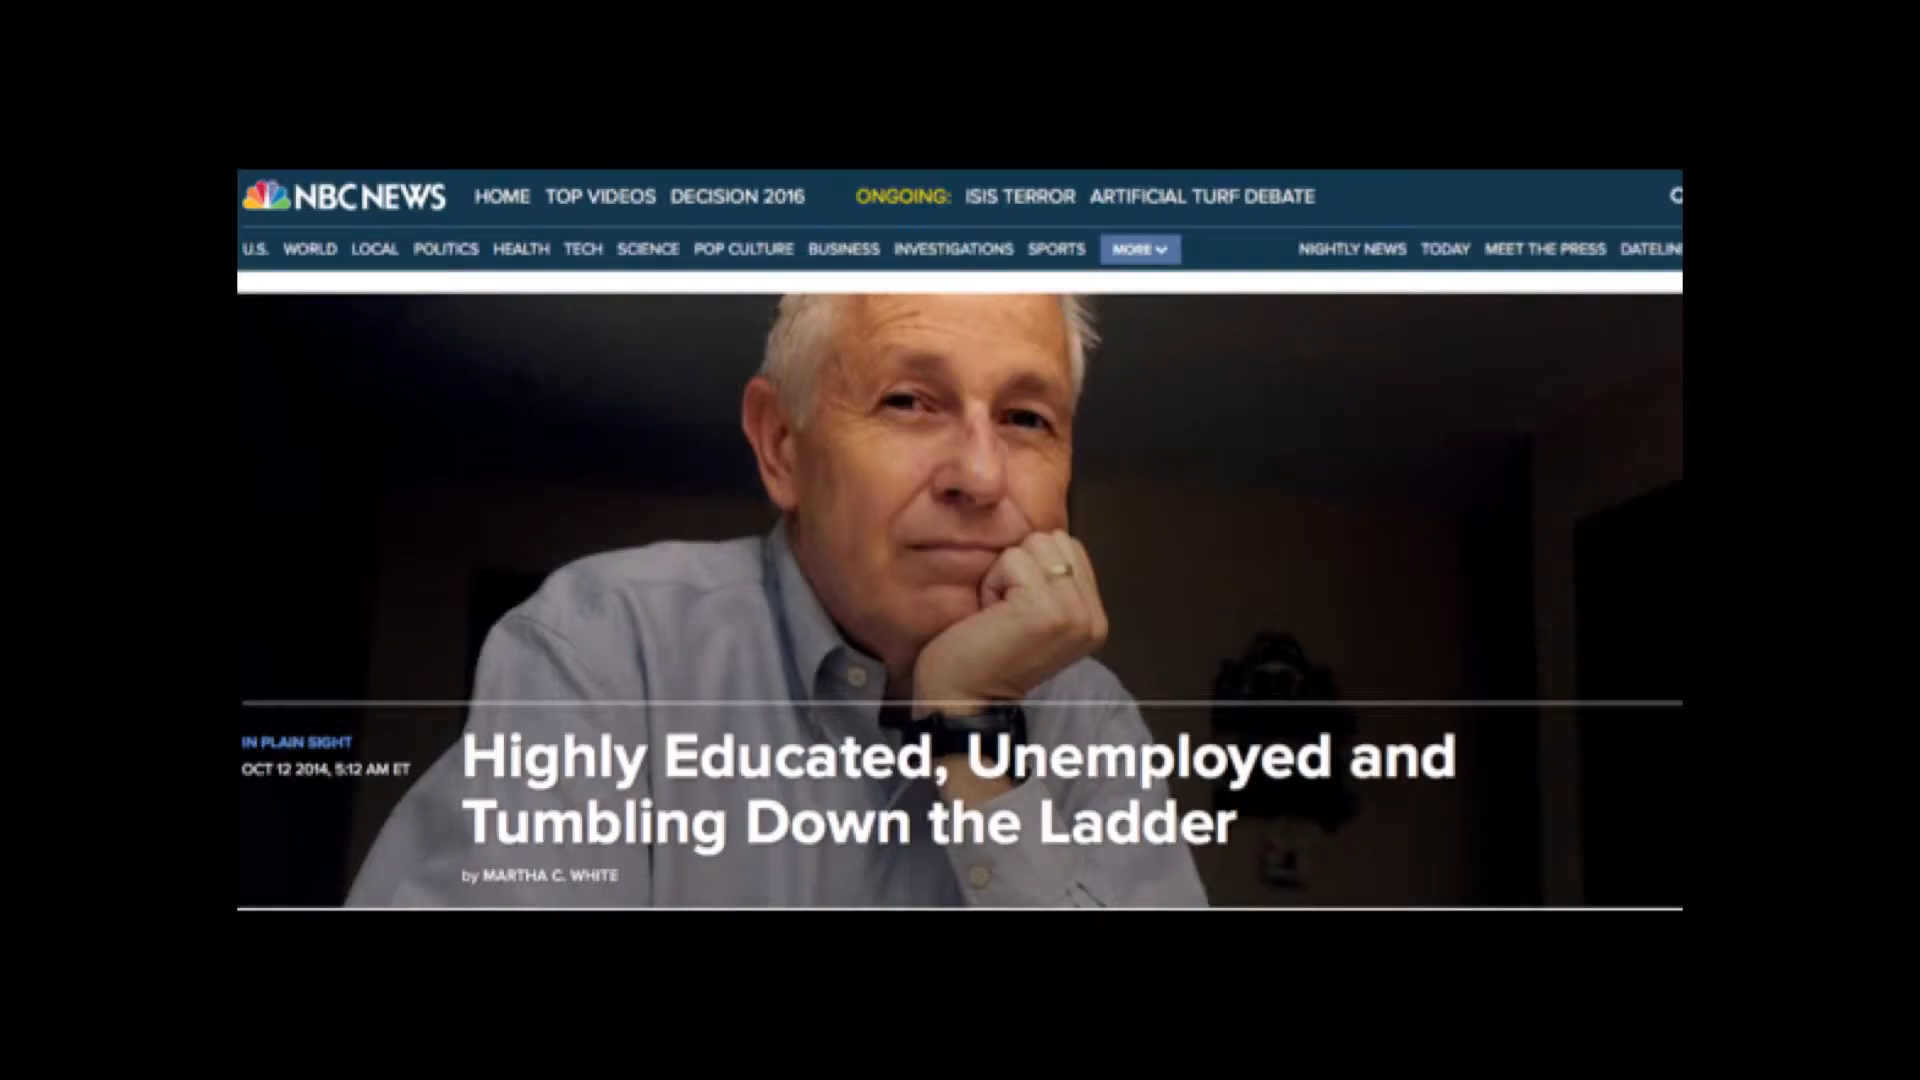 NBC NEWS HOME TOP VIDEOS DECISION 2016 ONGOING: ISIS TERROR ARTIFICIAL TURF DEBATE
U.S. WORLD LOCAL POLITICS HEALTH TECH SCIENCE POP CULTURE BUSINESS INVESTIGATIONS SPORTS MORE NIGHTLY NEWS TODAY MEET THE PRESS DATELIN
IN PLAIN SIGHT
OCT 12 2014, 5:12 AM ET
Highly Educated, Unemployed and
Tumbling Down the Ladder
by MARTHA C. WHITE